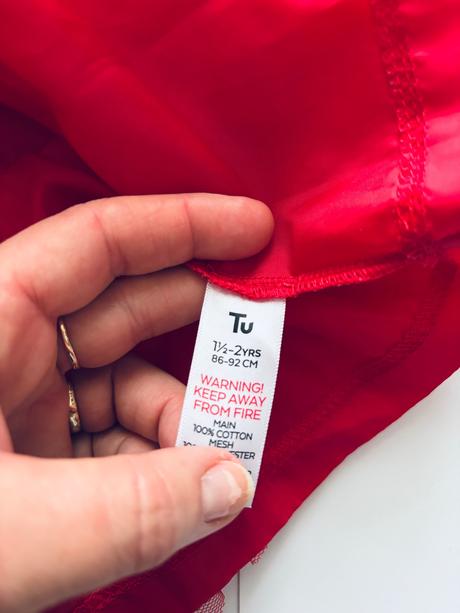 Tu
1½-2YRS
86-92 CM
WARNING!
KEEP AWAY
FROM FIRE
MAIN
100% COTTON
MESH